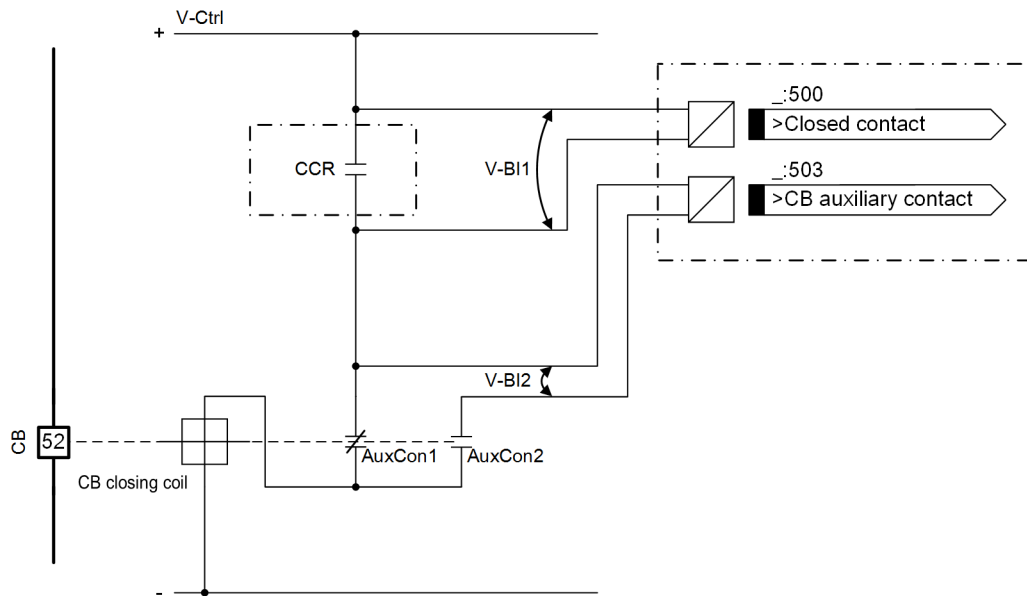 V-Ctrl
+
_:500
>Closed contact
CCR
V-BI1
_:503
>CB auxiliary contact
V-BI2
CB
52
AuxCon1
AuxCon2
CB closing coil
-